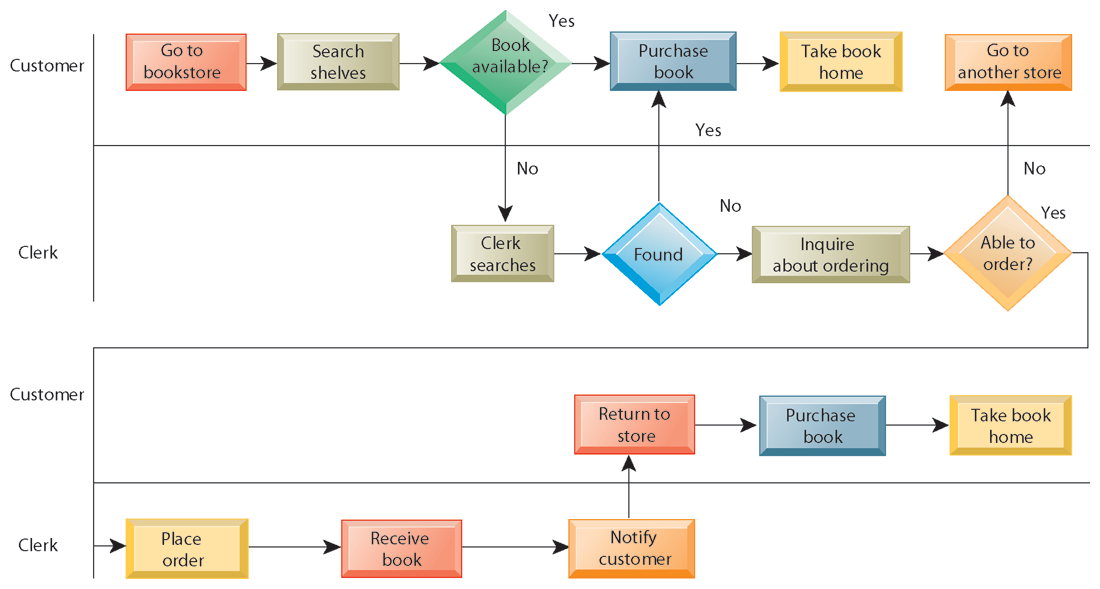 Yes
Customer
Go to
bookstore
Search
shelves
Book
available?
Purchase
book
Take book
home
Go to
another store
Yes
No
No
No
Yes
Clerk
Clerk
searches
Found
Inquire
about ordering
Able to
order?
Customer
Return to
store
Purchase
book
Take book
home
Clerk
Place
order
Receive
book
Notify
customer